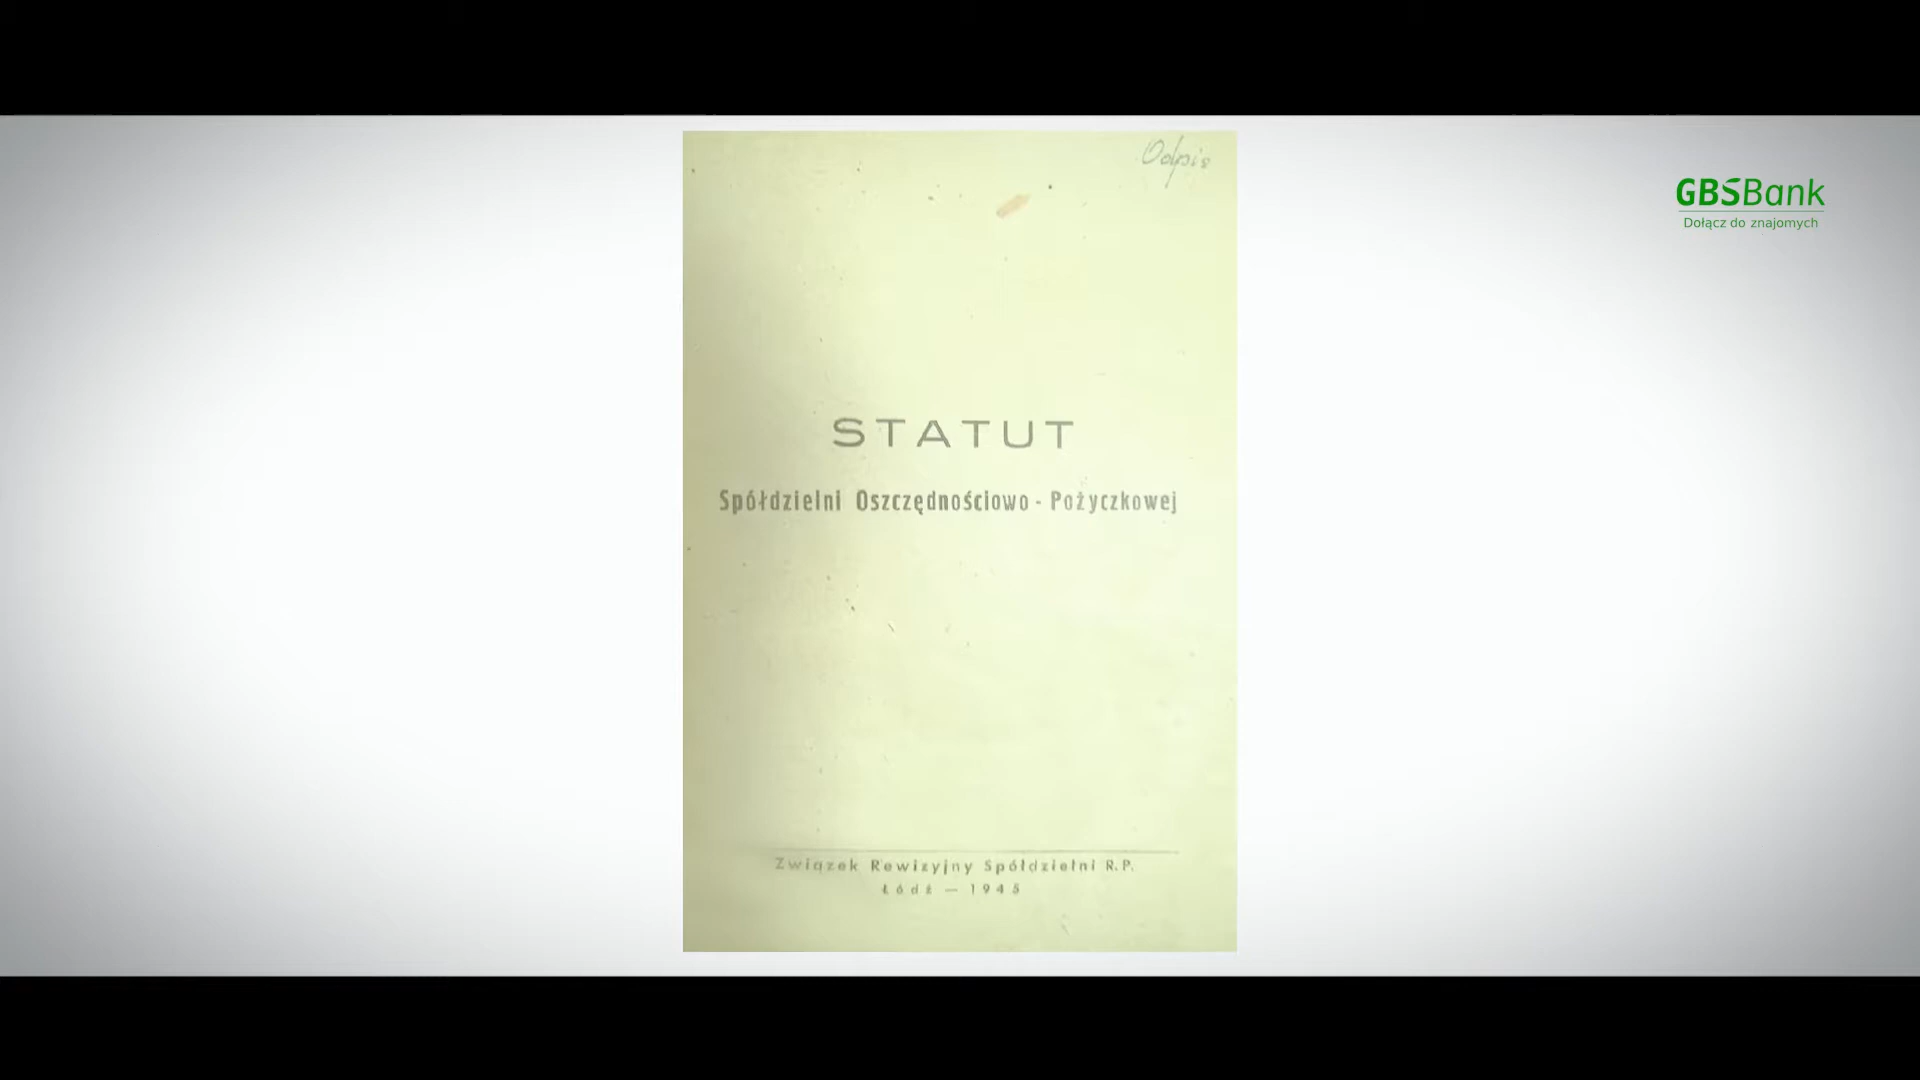 Odpis
GBSBank
Dołącz do znajomych
STATUT
Spółdzielni Oszczędnościowo - Pożyczkowej
Związek Rewizyjny Spółdzielni R.P.
Łódź — 1945